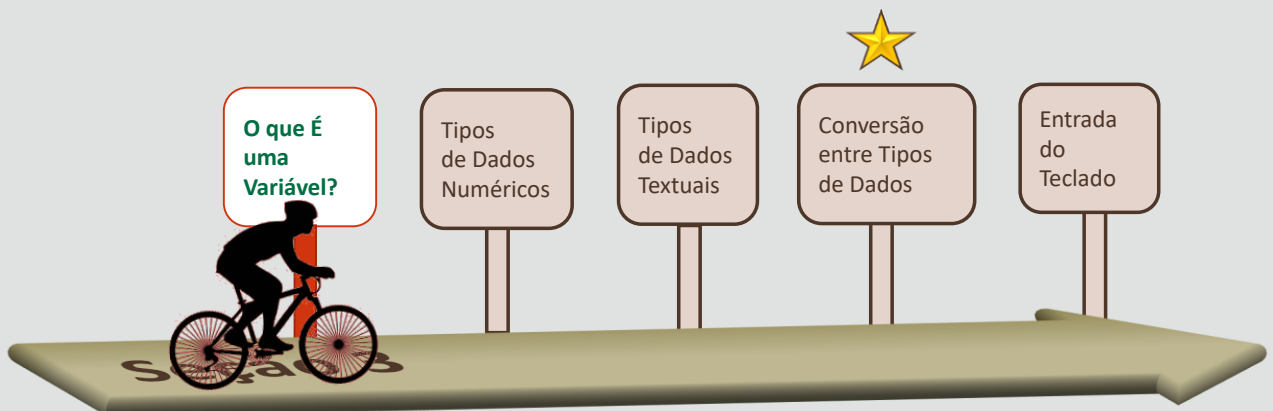 O que É
uma
Variável?
Tipos
de Dados
Numéricos
Tipos
de Dados
Textuais
Conversão
entre Tipos
de Dados
Entrada
do
Teclado